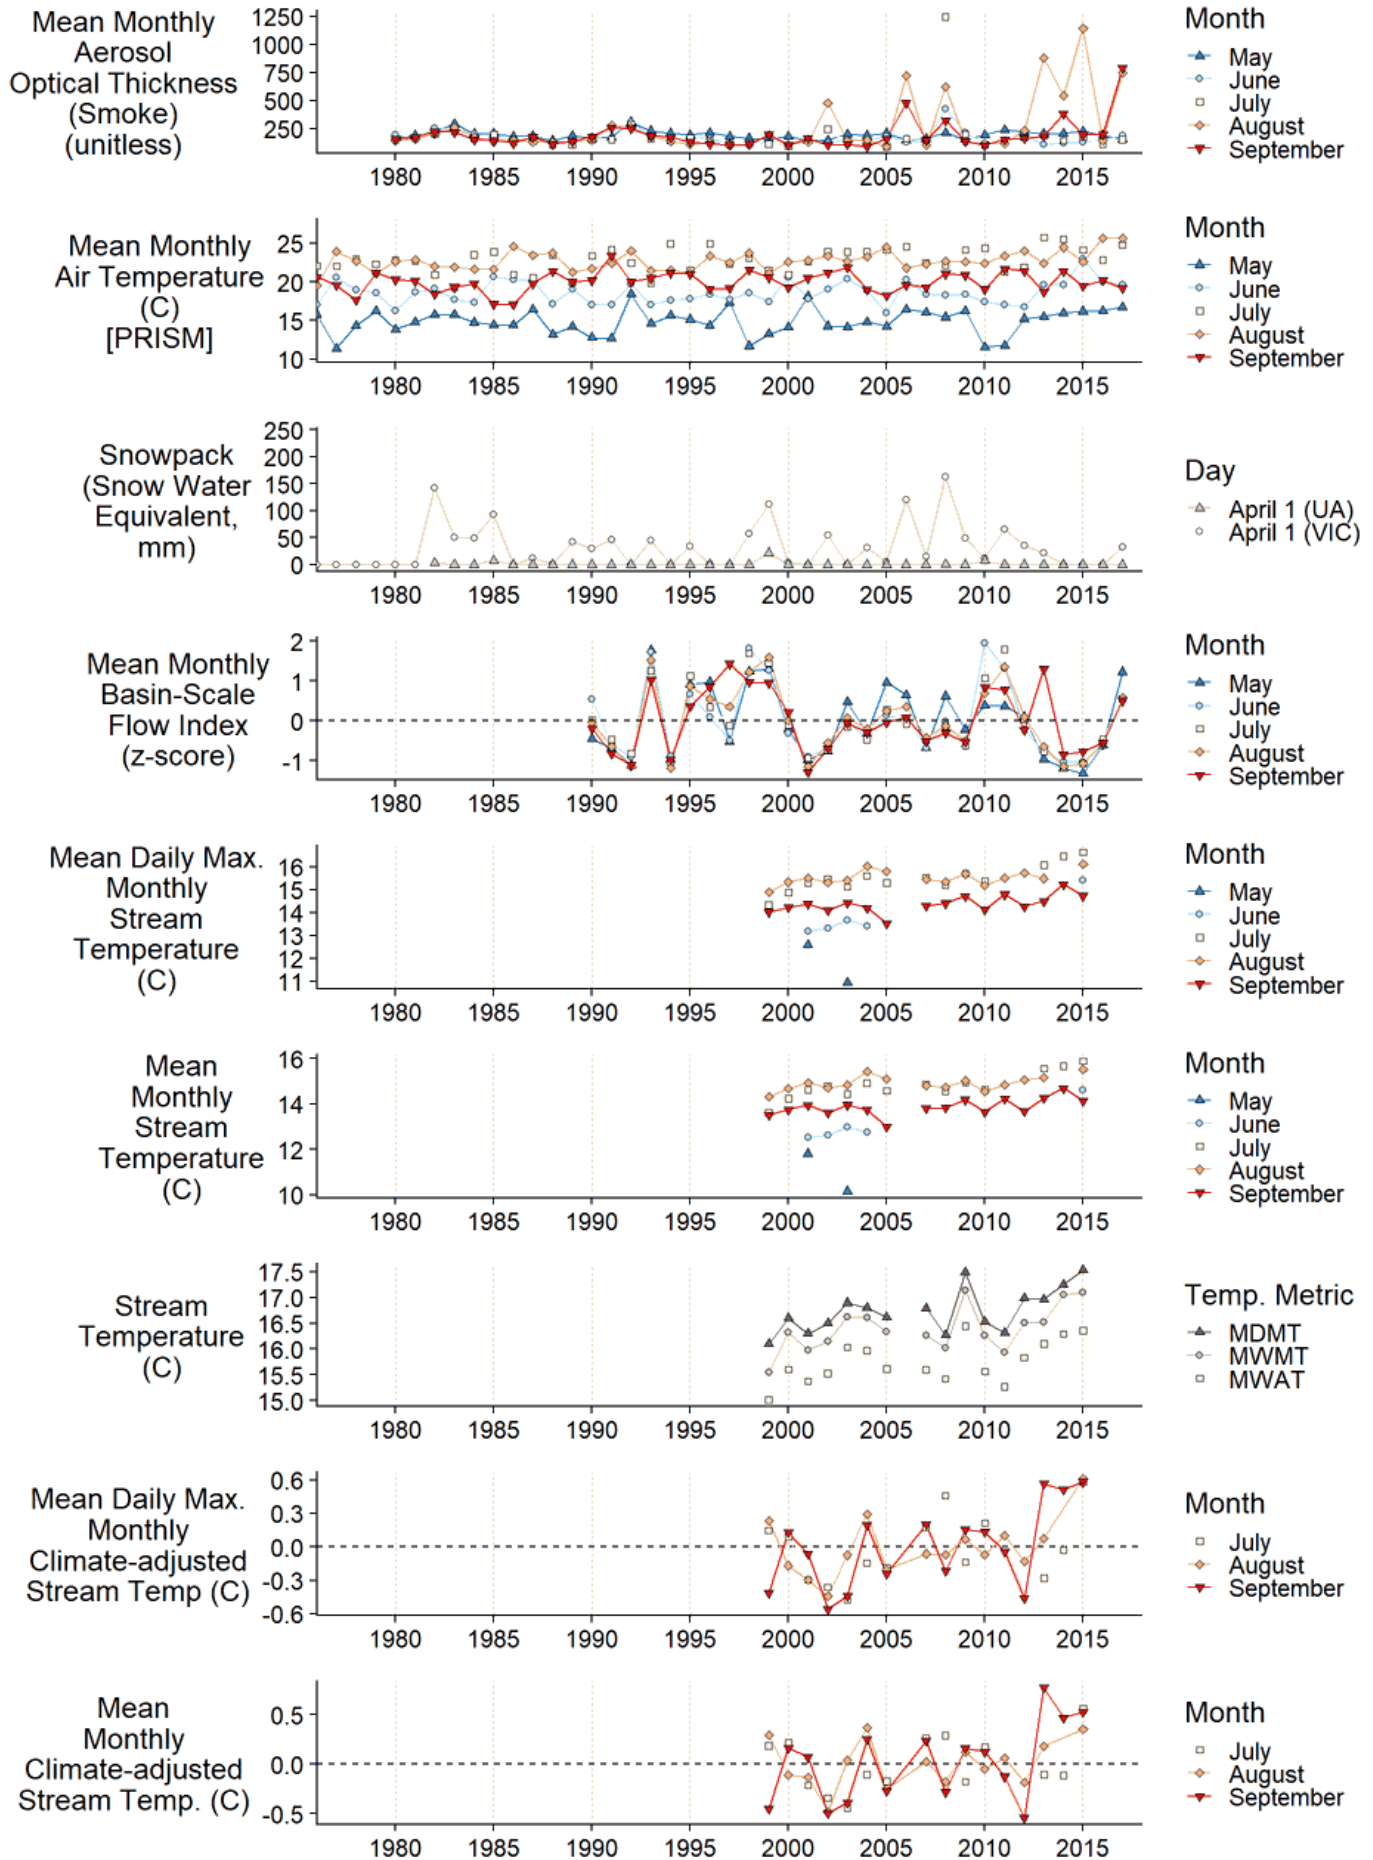 Mean Monthly
Aerosol
Optical Thickness
(Smoke)
(unitless)
1250
1000
750
500
250
1980 1985 1990 1995 2000 2005 2010 2015
Month
May
June
July
August
September
Mean Monthly
Air Temperature
(C)
[PRISM]
25
20
15
10
1980 1985 1990 1995 2000 2005 2010 2015
Month
May
June
July
August
September
Snowpack
(Snow Water
Equivalent,
mm)
250
200
150
100
50
0
1980 1985 1990 1995 2000 2005 2010 2015
Day
April 1 (UA)
April 1 (VIC)
Mean Monthly
Basin-Scale
Flow Index
(z-score)
2
1
0
-1
1980 1985 1990 1995 2000 2005 2010 2015
Month
May
June
July
August
September
Mean Daily Max.
Monthly
Stream
Temperature
(C)
16
15
14
13
12
11
1980 1985 1990 1995 2000 2005 2010 2015
Month
May
June
July
August
September
Mean
Monthly
Stream
Temperature
(C)
16
14
12
10
1980 1985 1990 1995 2000 2005 2010 2015
Month
May
June
July
August
September
Stream
Temperature
(C)
17.5
17.0
16.5
16.0
15.5
15.0
1980 1985 1990 1995 2000 2005 2010 2015
Temp. Metric
MDMT
MWMT
MWAT
Mean Daily Max.
Monthly
Climate-adjusted
Stream Temp (C)
0.6
0.3
0.0
-0.3
-0.6
1980 1985 1990 1995 2000 2005 2010 2015
Month
July
August
September
Mean
Monthly
Climate-adjusted
Stream Temp. (C)
0.5
0.0
-0.5
1980 1985 1990 1995 2000 2005 2010 2015
Month
July
August
September